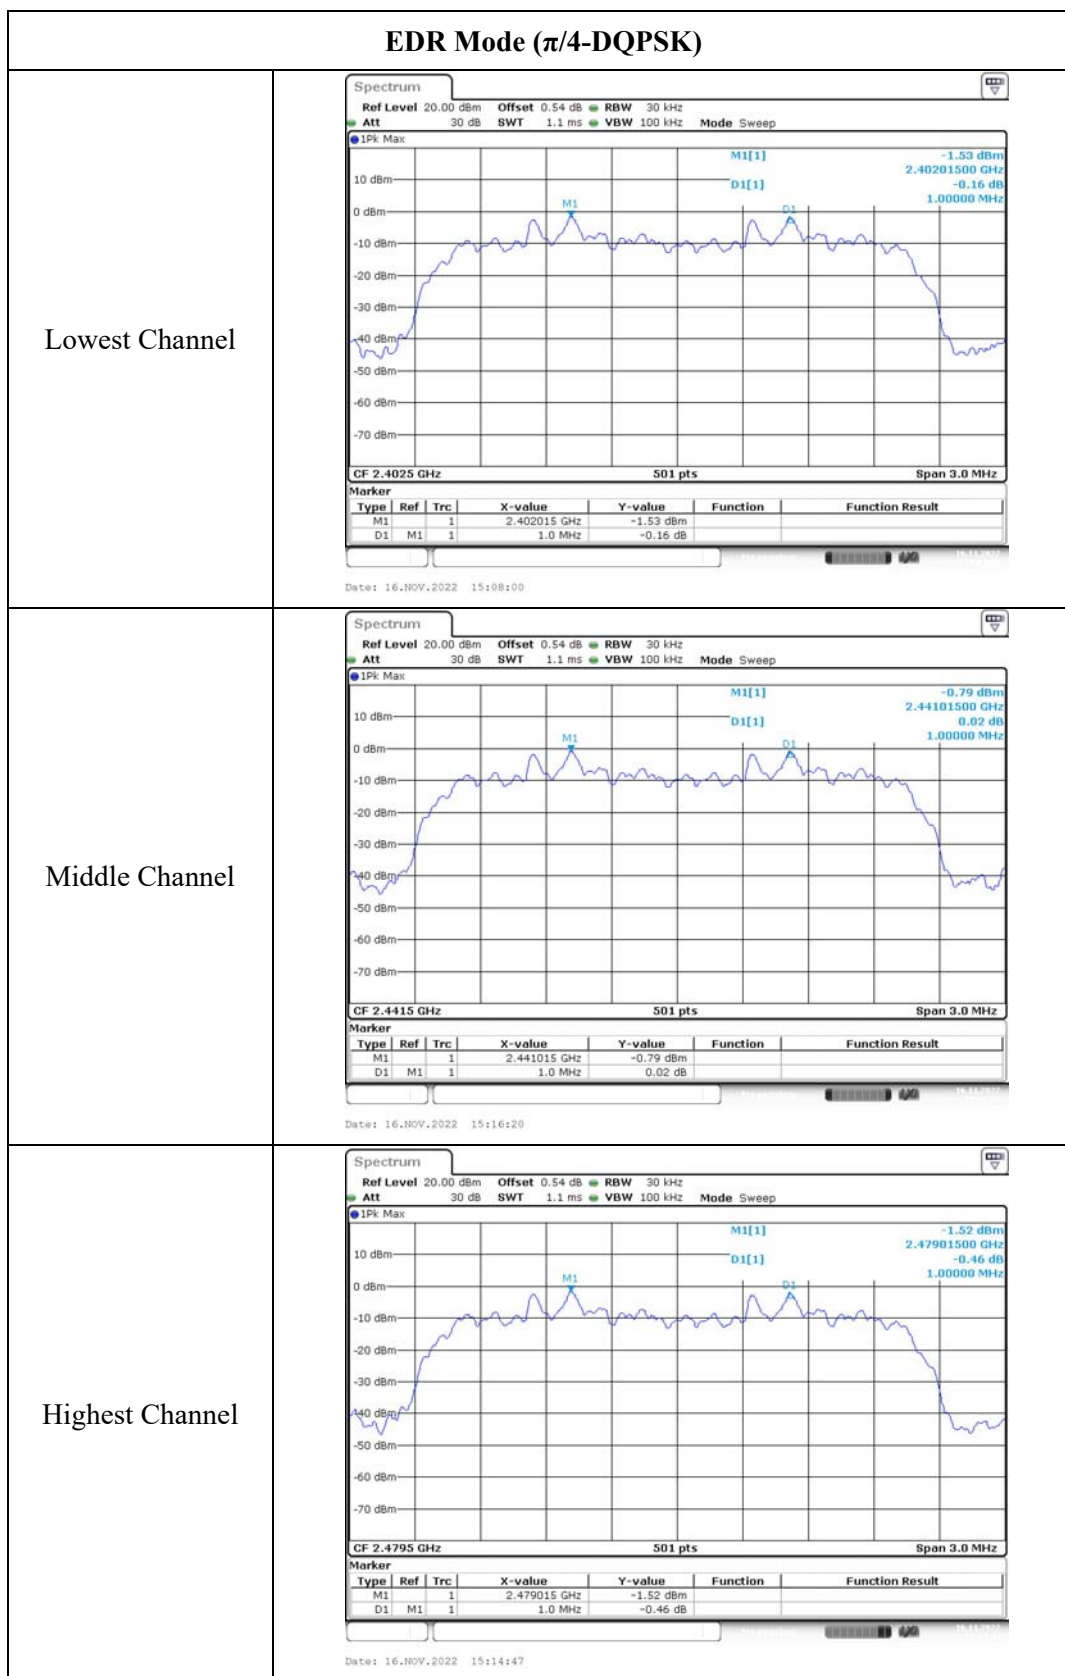 EDR Mode (π/4-DQPSK)
Lowest Channel
Spectrum
Ref Level 20.00 dBm Offset 0.54 dB RBW 30 kHz
Att 30 dB SWT 1.1 ms VBW 100 kHz Mode Sweep
1Pk Max
M1[1] -1.53 dBm
2.40201500 GHz
10 dBm
D1[1] -0.16 dB
1.00000 MHz
M1
D1
0 dBm
-10 dBm
-20 dBm
-30 dBm
-40 dBm
-50 dBm
-60 dBm
-70 dBm
CF 2.4025 GHz 501 pts Span 3.0 MHz
Marker
Type Ref Trc X-value Y-value Function Function Result
M1 1 2.402015 GHz -1.53 dBm
D1 M1 1 1.0 MHz -0.16 dB
Date: 16.NOV.2022 15:08:00
Middle Channel
Spectrum
Ref Level 20.00 dBm Offset 0.54 dB RBW 30 kHz
Att 30 dB SWT 1.1 ms VBW 100 kHz Mode Sweep
1Pk Max
M1[1] -0.79 dBm
2.44101500 GHz
10 dBm
D1[1] 0.02 dB
1.00000 MHz
M1
D1
0 dBm
-10 dBm
-20 dBm
-30 dBm
-40 dBm
-50 dBm
-60 dBm
-70 dBm
CF 2.4415 GHz 501 pts Span 3.0 MHz
Marker
Type Ref Trc X-value Y-value Function Function Result
M1 1 2.441015 GHz -0.79 dBm
D1 M1 1 1.0 MHz 0.02 dB
Date: 16.NOV.2022 15:16:20
Highest Channel
Spectrum
Ref Level 20.00 dBm Offset 0.54 dB RBW 30 kHz
Att 30 dB SWT 1.1 ms VBW 100 kHz Mode Sweep
1Pk Max
M1[1] -1.52 dBm
2.47901500 GHz
10 dBm
D1[1] -0.46 dB
1.00000 MHz
M1
D1
0 dBm
-10 dBm
-20 dBm
-30 dBm
-40 dBm
-50 dBm
-60 dBm
-70 dBm
CF 2.4795 GHz 501 pts Span 3.0 MHz
Marker
Type Ref Trc X-value Y-value Function Function Result
M1 1 2.479015 GHz -1.52 dBm
D1 M1 1 1.0 MHz -0.46 dB
Date: 16.NOV.2022 15:14:47